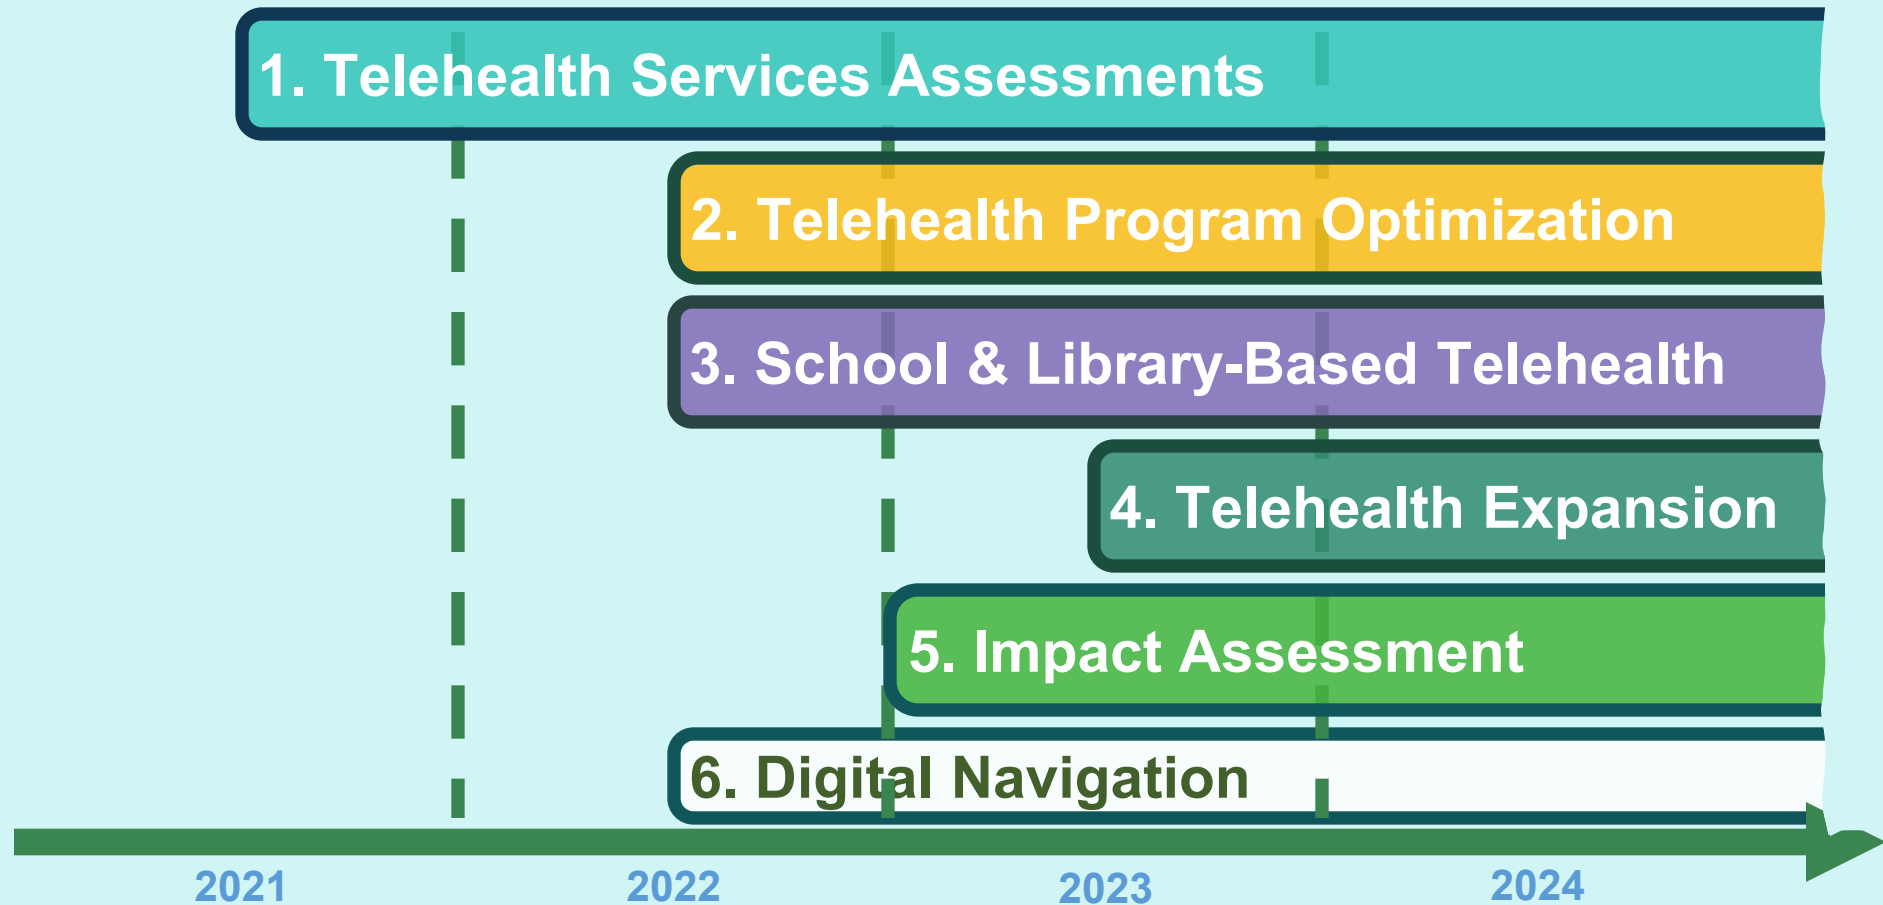 1. Telehealth Services Assessments
2. Telehealth Program Optimization
3. School & Library-Based Telehealth
4. Telehealth Expansion
5. Impact Assessment
6. Digital Navigation
2021 2022 2023 2024